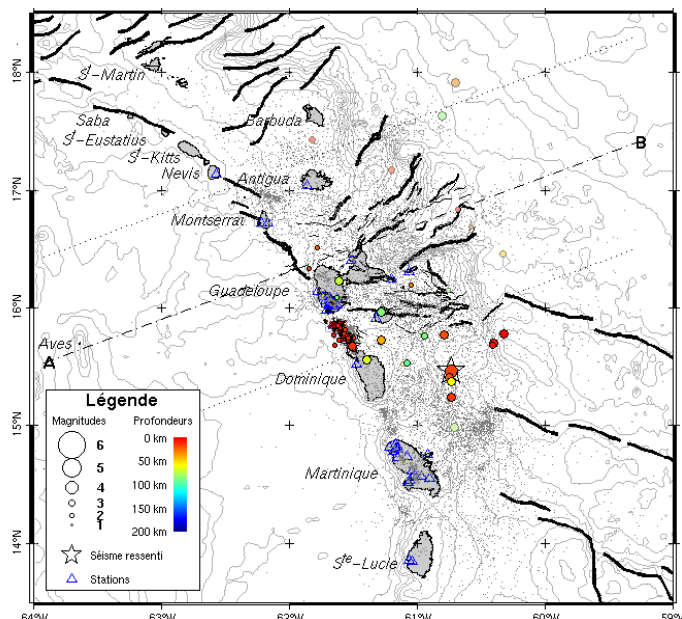 18°N
Sᵗ-Martin
Saba
Sᵗ-Eustatius
Sᵗ-Kitts
Nevis
Barbuda
B
17°N
Antigua
Montserrat
Guadeloupe
16°N
Aves
A
Dominique
Légende
Magnitudes
Profondeurs
6
5
4
3
2
1
0 km
50 km
100 km
150 km
200 km
Séisme ressenti
Stations
15°N
Martinique
14°N
Sᵗᵉ-Lucie
64°W
63°W
62°W
61°W
60°W
59°W